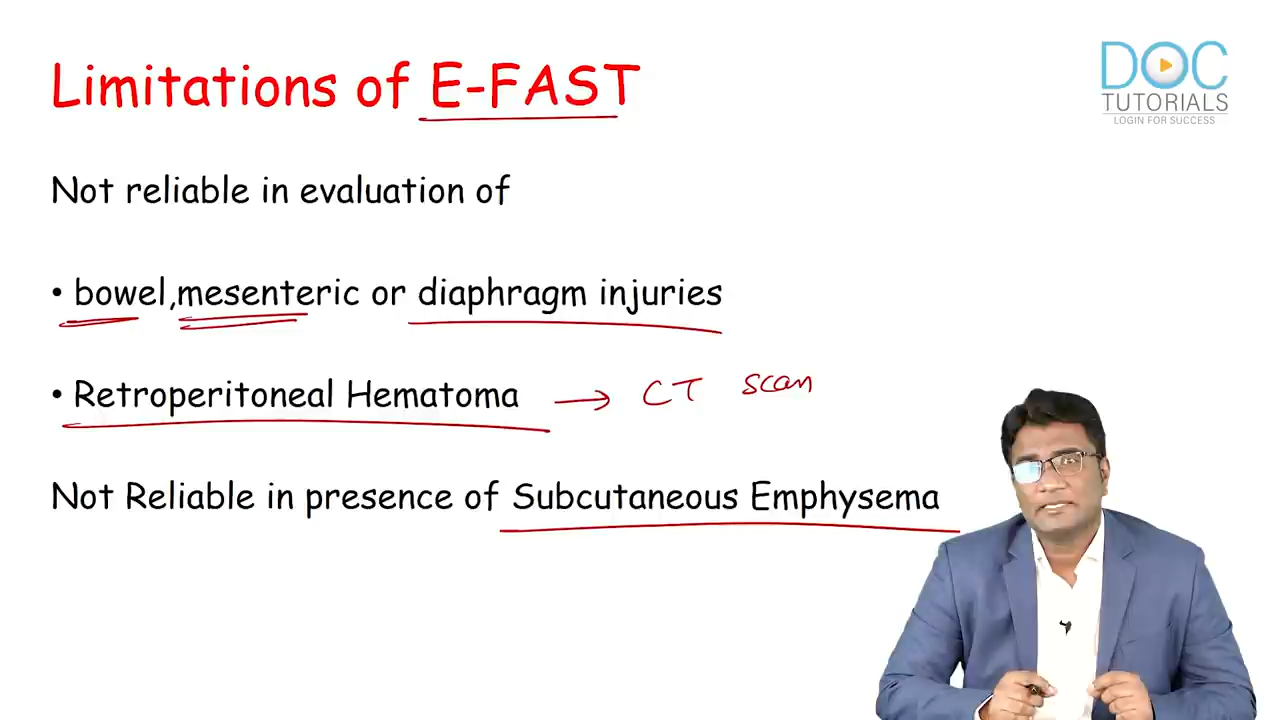 Limitations of E-FAST
DOC
TUTORIALS
LOGIN FOR SUCCESS
Not reliable in evaluation of
• bowel,mesenteric or diaphragm injuries
• Retroperitoneal Hematoma → CT scan
Not Reliable in presence of Subcutaneous Emphysema